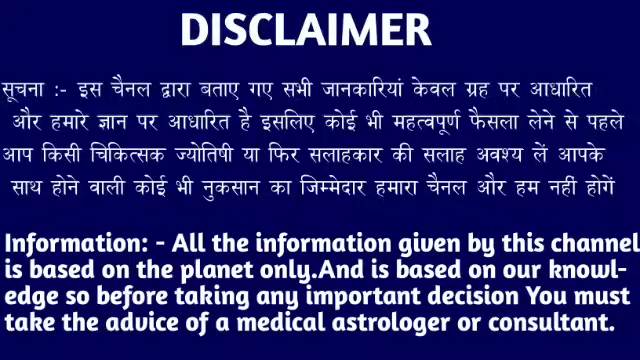 DISCLAIMER
सूचना :- इस चैनल द्वारा बताए गए सभी जानकारियां केवल ग्रह पर आधारित
और हमारे ज्ञान पर आधारित है इसलिए कोई भी महत्वपूर्ण फैसला लेने से पहले
आप किसी चिकित्सक ज्योतिषी या फिर सलाहकार की सलाह अवश्य लें आपके
साथ होने वाली कोई भी नुकसान का जिम्मेदार हमारा चैनल और हम नहीं होगें
Information: - All the information given by this channel
is based on the planet only.And is based on our knowl-
edge so before taking any important decision You must
take the advice of a medical astrologer or consultant.